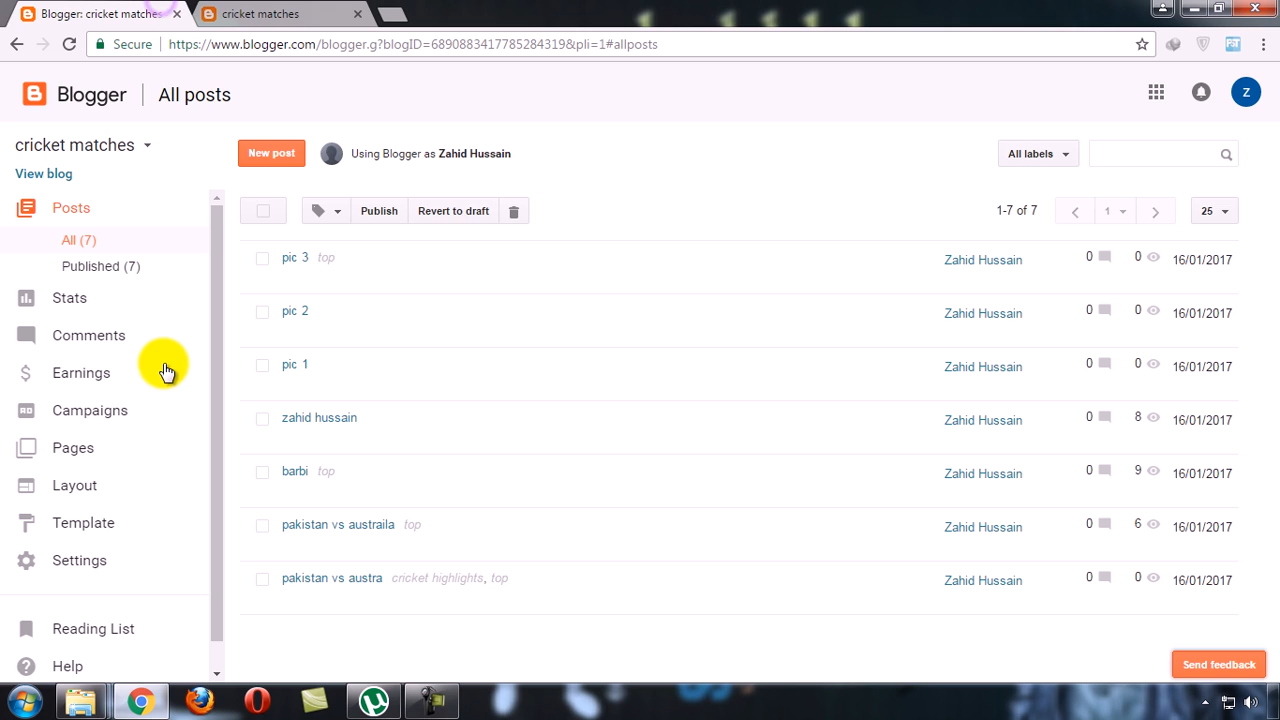 Blogger: cricket matches
cricket matches
Secure https://www.blogger.com/blogger.g?blogID=6890883417785281319&pli=1#allposts
Blogger All posts
Z
cricket matches
View blog
New post Using Blogger as Zahid Hussain All labels
Publish Revert to draft 1-7 of 7 1 25
Posts
All (7)
Published (7)
Stats
Comments
Earnings
Campaigns
Pages
Layout
Template
Settings
Reading List
Help
pic 3 top Zahid Hussain 0 0 16/01/2017
pic 2 Zahid Hussain 0 0 16/01/2017
pic 1 Zahid Hussain 0 0 16/01/2017
zahid hussain Zahid Hussain 0 8 16/01/2017
barbi top Zahid Hussain 0 9 16/01/2017
pakistan vs austraila top Zahid Hussain 0 6 16/01/2017
pakistan vs austra cricket highlights, top Zahid Hussain 0 0 16/01/2017
Send feedback